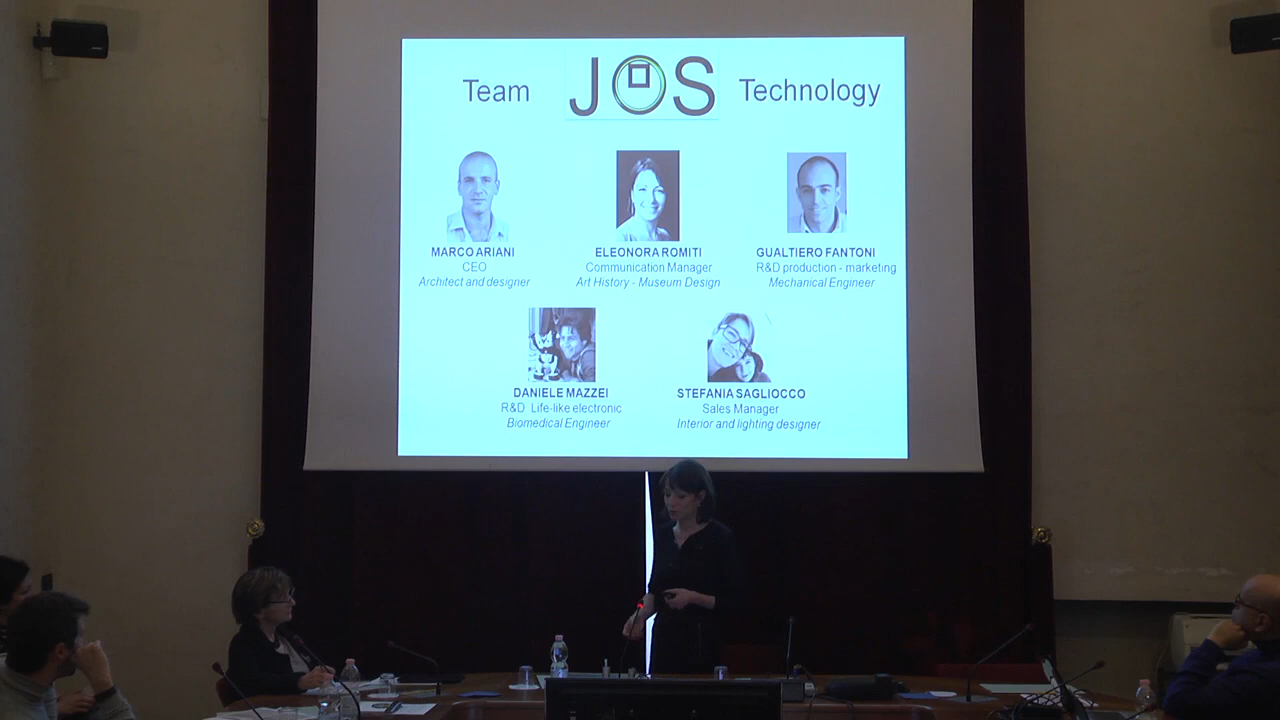 Team JOS Technology
MARCO ARIANI
CEO
Architect and designer
ELEONORA ROMITI
Communication Manager
Art History - Museum Design
GUALTIERO FANTONI
R&D production - marketing
Mechanical Engineer
DANIELE MAZZEI
R&D Life-like electronic
Biomedical Engineer
STEFANIA SAGLIOCCO
Sales Manager
Interior and lighting designer